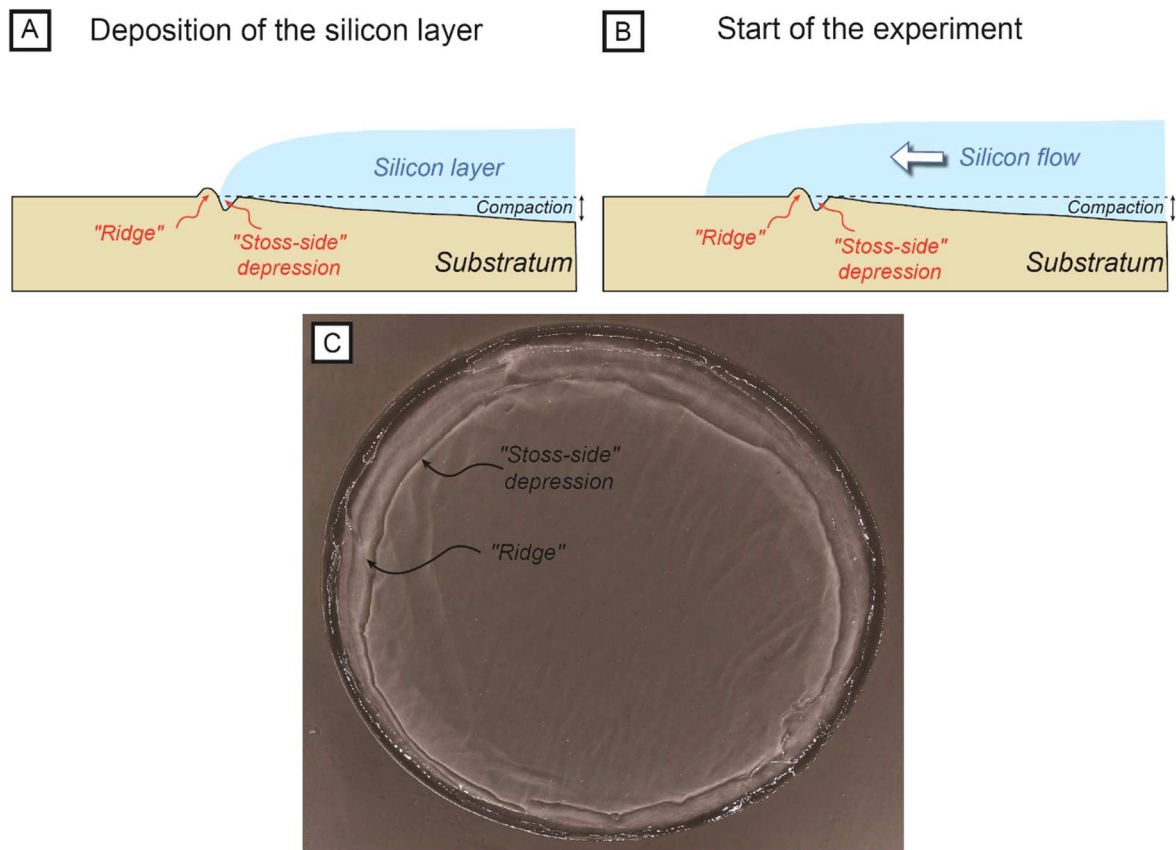 A
Deposition of the silicon layer
B
Start of the experiment
Silicon layer
Compaction
"Ridge"
"Stoss-side"
depression
Substratum
Silicon flow
Compaction
"Ridge"
"Stoss-side"
depression
Substratum
C
"Stoss-side"
depression
"Ridge"